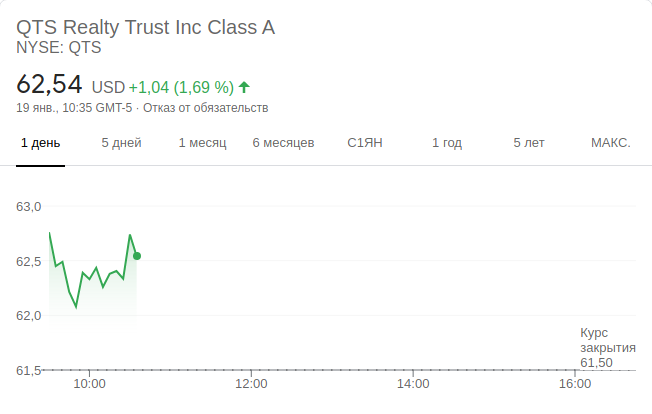 QTS Realty Trust Inc Class A
NYSE: QTS
62,54 USD +1,04 (1,69 %)
19 янв., 10:35 GMT-5 · Отказ от обязательств
1 день 5 дней 1 месяц 6 месяцев С1ЯН 1 год 5 лет МАКС.
63,0
62,5
62,0
Курс
закрытия
61,50
61,5
10:00 12:00 14:00 16:00